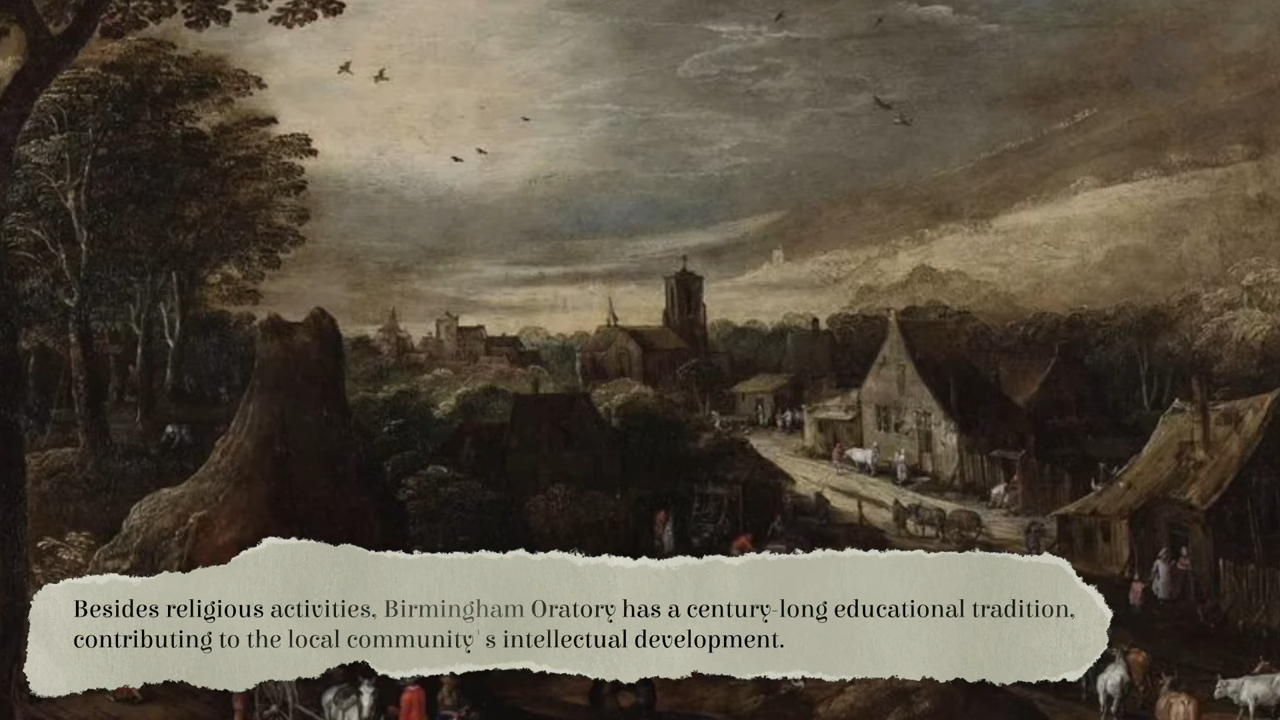 Besides religious activities, Birmingham Oratory has a century-long educational tradition,
contributing to the local community's intellectual development.